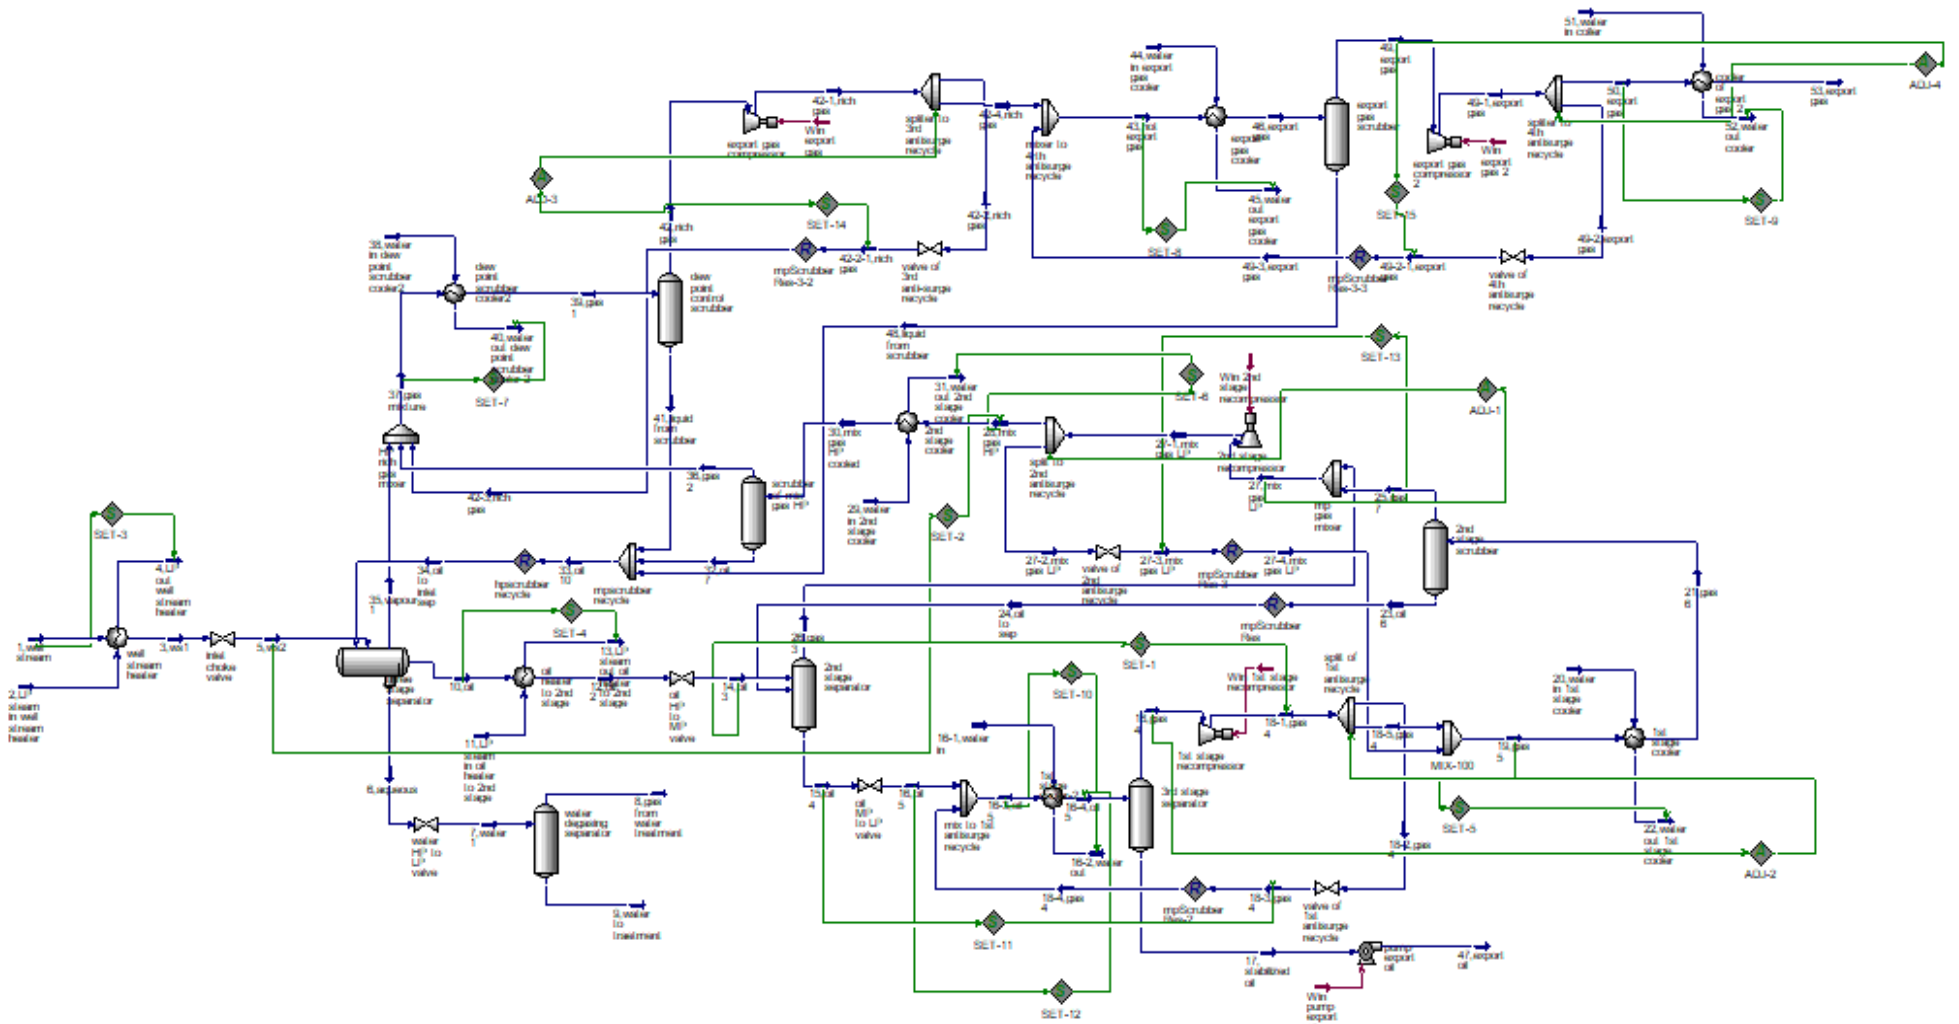 51,water
in coller
44,water
in export
gas
cooler
49,
export
gas
ADJ-4
42-1,rich
gas
Win
export
gas
export gas
compressor
splitter to
3rd
antisurge
recycle
42-4,rich
gas
mixer to
4rth
antisurge
recycle
43,hot
export
gas
export
gas
cooler
46,export
gas
export
gas
scrubber
49-1,export
gas
Win
export
gas 2
export gas
compressor
2
splitter to
4th
antisurge
recycle
50,
export
gas
cooler
of
export
gas 2
53,export
gas
52,water
out
cooler
ADJ-3
SET-14
42,rich
gas
42-2,rich
gas
45,water
out
export
gas
cooler
SET-8
SET-15
SET-9
38,water
in dew
point
scrubber
cooler2
dew
point
scrubber
cooler2
39,gas
1
dew
point
control
scrubber
mpScrubber
Res-3-2
42-2-1,rich
gas
valve of
3rd
anti-surge
recycle
49-3,export
gas
mpScrubber
Res-3-3
49-2-1,export
gas
valve of
4th
antisurge
recycle
49-2,export
gas
40,water
out dew
point
scrubber
cooler 2
SET-7
37,gas
mixture
41,liquid
from
scrubber
48,liquid
from
scrubber
SET-13
31,water
out 2nd
stage
cooler
SET-6
Win 2nd
stage
recompressor
ADJ-1
HP
rich
gas
mixer
42-3,rich
gas
36,gas
2
scrubber
of mix
gas HP
30,mix
gas
HP
cooled
2nd
stage
cooler
28,mix
gas
HP
split to
2nd
antisurge
recycle
27-1,mix
gas LP
2nd stage
recompressor
27,mix
gas
LP
mp
gas
mixer
25,gas
7
2nd
stage
scrubber
29,water
in 2nd
stage
cooler
SET-2
SET-3
4,LP
out
well
stream
heater
34,oil
to
inlet
sep
hpscrubber
recycle
33,oil
10
mpscrubber
recycle
32,oil
7
27-2,mix
gas LP
valve of
2nd
antisurge
recycle
27-3,mix
gas LP
mpScrubber
Res-3
27-4,mix
gas LP
21,gas
6
35,vapour
1
SET-4
24,oil
to
sep
mpScrubber
Res
23,oil
6
1,well
stream
well
stream
heater
3,ws1
inlet
choke
valve
5,ws2
2,LP
steam
in well
stream
heater
three
stage
separator
10,oil
oil
heater
to 2nd
stage
13,LP
steam
out oil
heater
to 2nd
stage
oil
HP
to
MP
valve
26,gas
3
2nd
stage
separator
SET-1
SET-10
Win 1st stage
recompressor
split of
1st
antisurge
recycle
20,water
in 1st
stage
cooler
11,LP
steam
in oil
heater
to 2nd
stage
16-1,water
in
1st stage
recompressor
18-1,gas
4
18-5,gas
4
MIX-100
19,gas
5
1st
stage
cooler
6,aqueous
7,water
1
water
HP to
LP
valve
water
degasing
separator
8,gas
from
water
treatment
9,water
to
treatment
15,oil
4
oil
MP
to LP
valve
16,oil
5
mix to 1st
antisurge
recycle
16-3,oil
5
16-4,oil
5
3rd stage
separator
16-2,water
out
SET-5
22,water
out 1st
stage
cooler
ADJ-2
18-2,gas
4
18-4,gas
4
mpScrubber
Res-2
18-3,gas
4
valve of
1st
antisurge
recycle
SET-11
SET-12
17,
stabilized
oil
pump
export
oil
47,export
oil
Win
pump
export